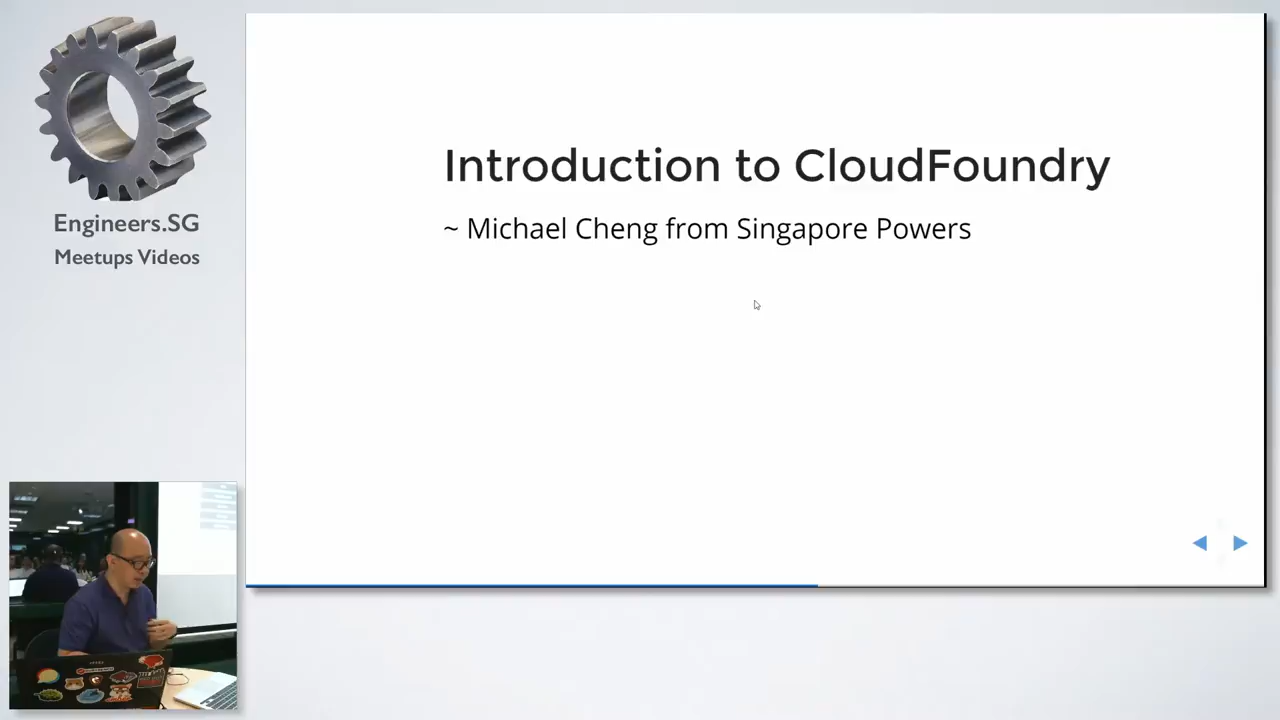 Engineers.SG
Meetups Videos
Introduction to CloudFoundry
~ Michael Cheng from Singapore Powers